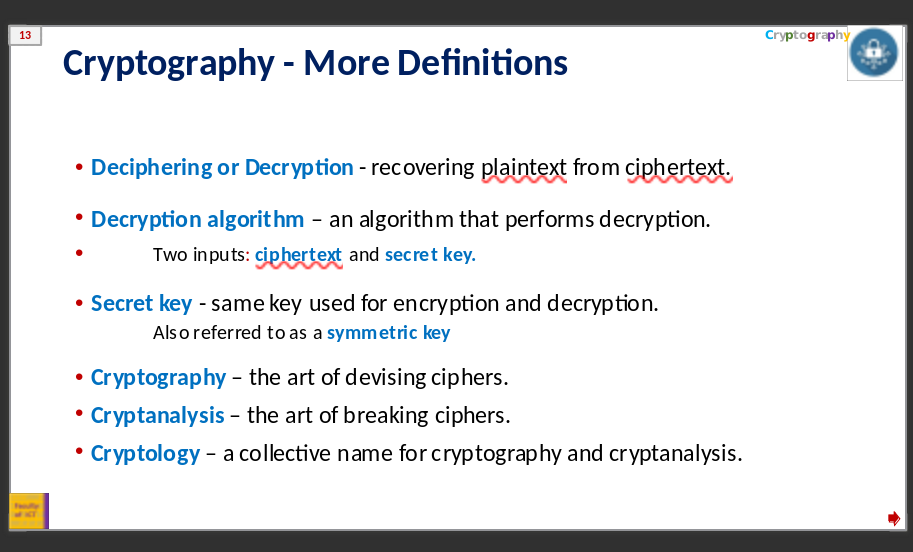 13
Cryptography
Cryptography - More Definitions
• Deciphering or Decryption - recovering plaintext from ciphertext.
• Decryption algorithm – an algorithm that performs decryption.
• Two inputs: ciphertext and secret key.
• Secret key - same key used for encryption and decryption.
Also referred to as a symmetric key
• Cryptography – the art of devising ciphers.
• Cryptanalysis – the art of breaking ciphers.
• Cryptology – a collective name for cryptography and cryptanalysis.
Faculty
of ICT